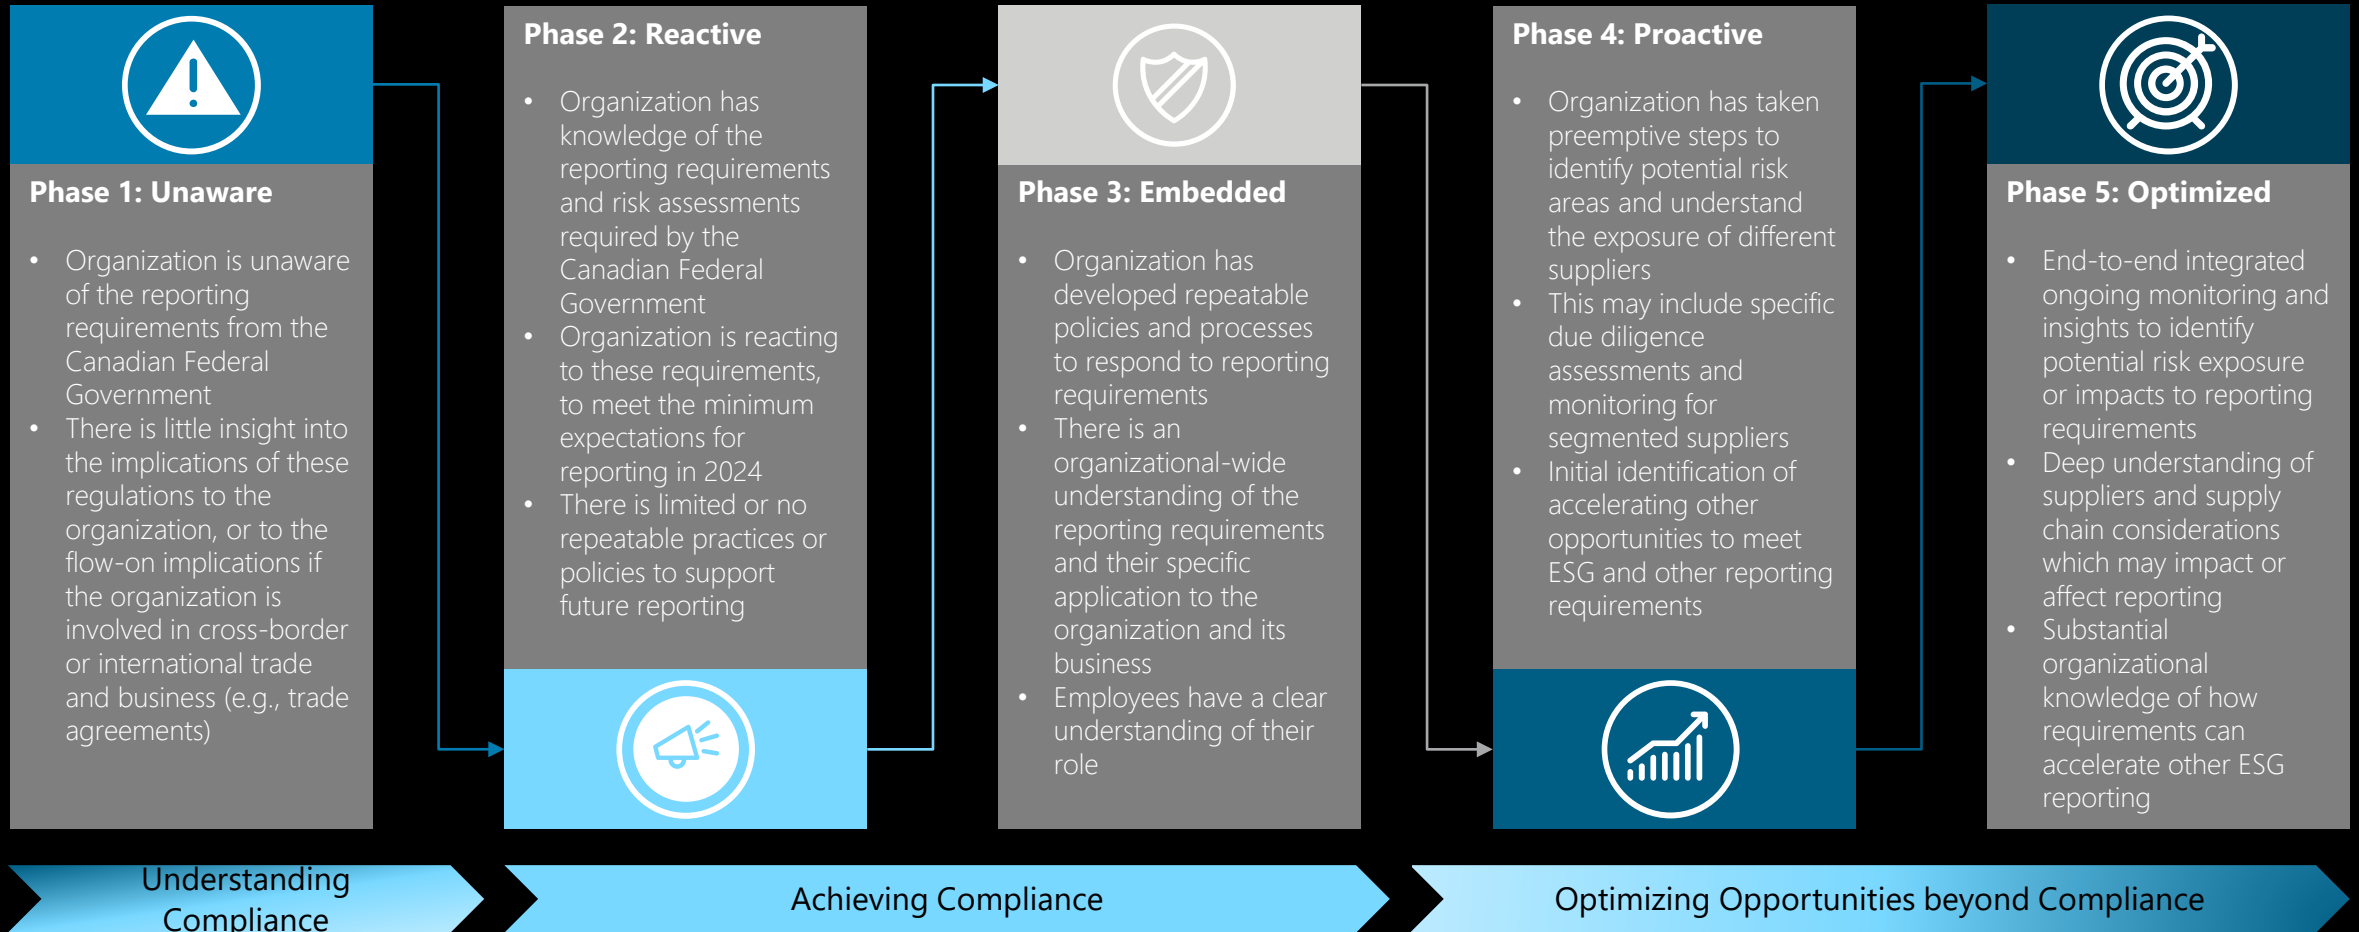 Phase 1: Unaware
• Organization is unaware
of the reporting
requirements from the
Canadian Federal
Government
• There is little insight into
the implications of these
regulations to the
organization, or to the
flow-on implications if
the organization is
involved in cross-border
or international trade
and business (e.g., trade
agreements)
Phase 2: Reactive
• Organization has
knowledge of the
reporting requirements
and risk assessments
required by the
Canadian Federal
Government
• Organization is reacting
to these requirements,
to meet the minimum
expectations for
reporting in 2024
• There is limited or no
repeatable practices or
policies to support
future reporting
Phase 3: Embedded
• Organization has
developed repeatable
policies and processes
to respond to reporting
requirements
• There is an
organizational-wide
understanding of the
reporting requirements
and their specific
application to the
organization and its
business
• Employees have a clear
understanding of their
role
Phase 4: Proactive
• Organization has taken
preemptive steps to
identify potential risk
areas and understand
the exposure of different
suppliers
• This may include specific
due diligence
assessments and
monitoring for
segmented suppliers
• Initial identification of
accelerating other
opportunities to meet
ESG and other reporting
requirements
Phase 5: Optimized
• End-to-end integrated
ongoing monitoring and
insights to identify
potential risk exposure
or impacts to reporting
requirements
• Deep understanding of
suppliers and supply
chain considerations
which may impact or
affect reporting
• Substantial
organizational
knowledge of how
requirements can
accelerate other ESG
reporting
Understanding
Compliance
Achieving Compliance
Optimizing Opportunities beyond Compliance